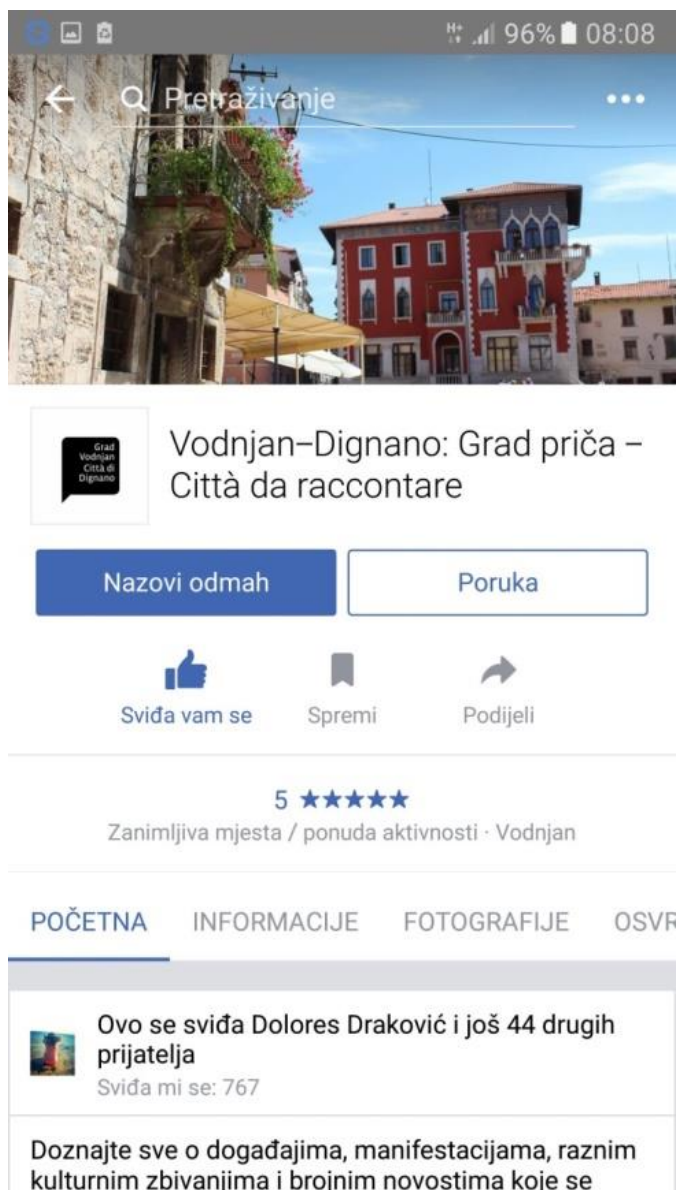 H+ 96% 08:08
Pretraživanje
Grad
Vodnjan
Città di
Dignano
Vodnjan–Dignano: Grad priča –
Città da raccontare
Nazovi odmah
Poruka
Sviđa vam se
Spremi
Podijeli
5 ★★★★★
Zanimljiva mjesta / ponuda aktivnosti · Vodnjan
POČETNA INFORMACIJE FOTOGRAFIJE OSVR
Ovo se sviđa Dolores Draković i još 44 drugih
prijatelja
Sviđa mi se: 767
Doznajte sve o događajima, manifestacijama, raznim
kulturnim zbivanjima i brojnim novostima koje se